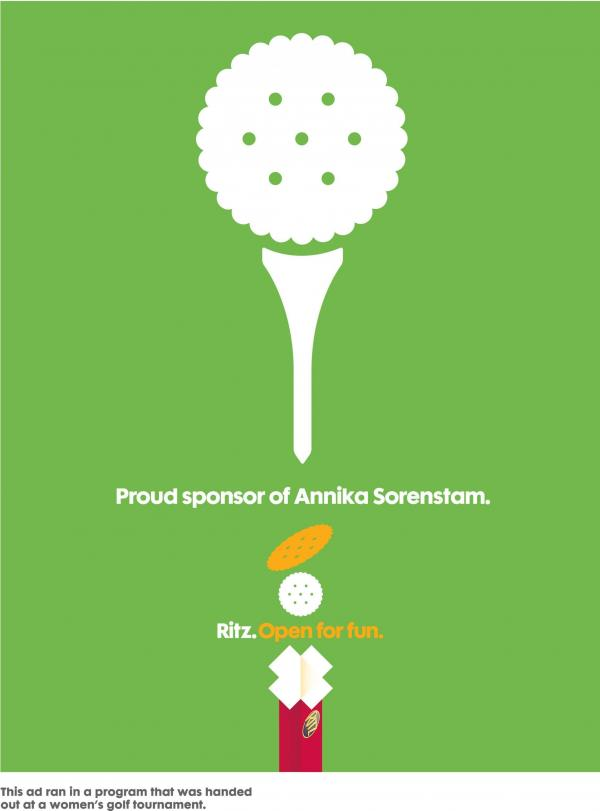 Proud sponsor of Annika Sorenstam.
Ritz. Open for fun.
This ad ran in a program that was handed
out at a women's golf tournament.